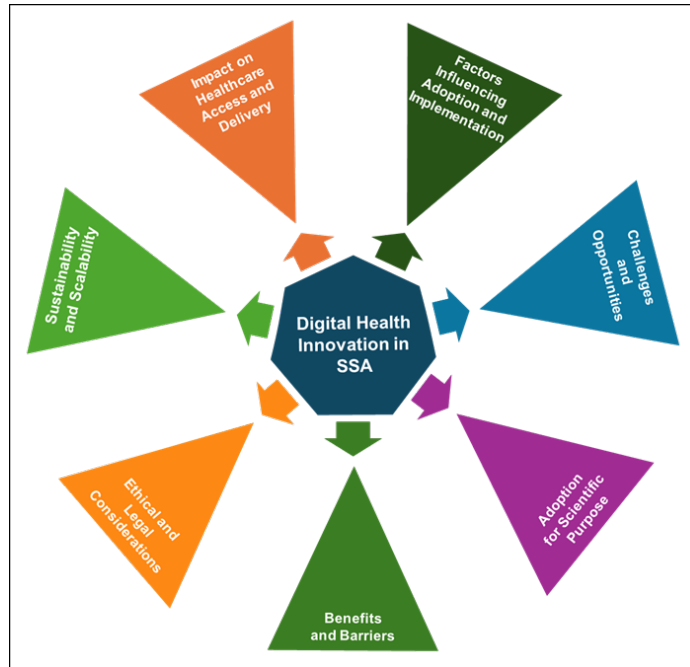 Impact on
Healthcare
Access and
Delivery
Factors
Influencing
Adoption and
Implementation
Challenges
and
Opportunities
Adoption
for Scientific
Purpose
Benefits
and Barriers
Ethical and
Legal
Considerations
Sustainability
and Scalability
Digital Health
Innovation in
SSA